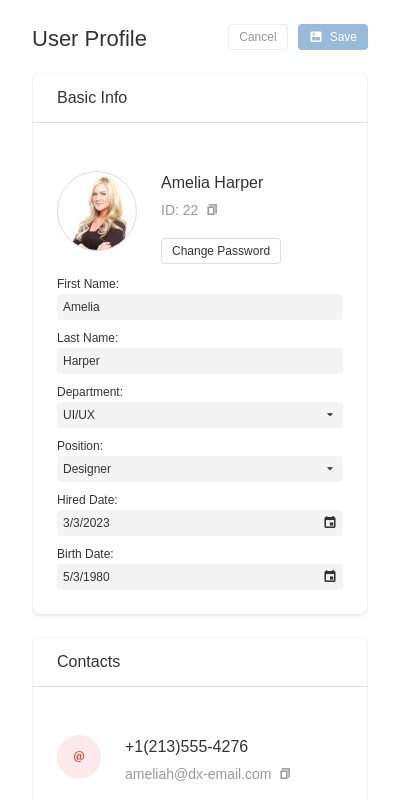 User Profile
Cancel
Save
Basic Info
Amelia Harper
ID: 22
Change Password
First Name:
Amelia
Last Name:
Harper
Department:
UI/UX
Position:
Designer
Hired Date:
3/3/2023
Birth Date:
5/3/1980
Contacts
@
+1(213)555-4276
ameliah@dx-email.com